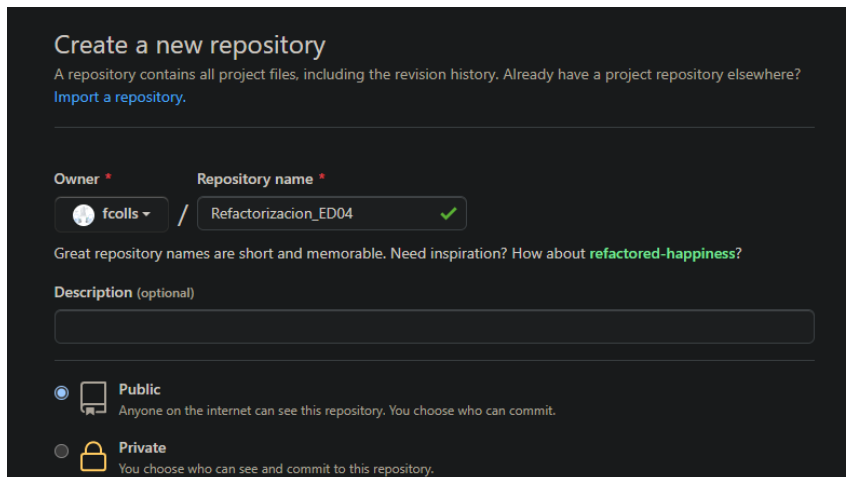 Create a new repository
A repository contains all project files, including the revision history. Already have a project repository elsewhere?
Import a repository.
Owner * Repository name *
fcolls / Refactorizacion_ED04
Great repository names are short and memorable. Need inspiration? How about refactored-happiness?
Description (optional)
Public
Anyone on the internet can see this repository. You choose who can commit.
Private
You choose who can see and commit to this repository.